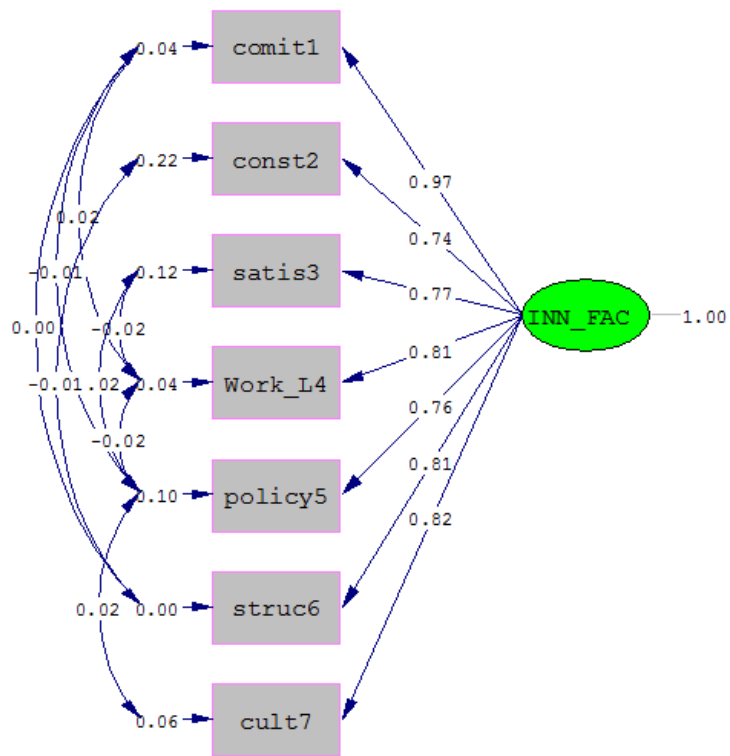 0.04 comit1
0.97
0.22 const2
0.02
0.74
0.12 satis3
-0.01
0.77
INN_FAC 1.00
0.00
-0.02
0.81
-0.01
0.04 Work_L4
0.76
-0.02
0.81
0.10 policy5
0.82
0.02
0.00 struc6
0.06 cult7